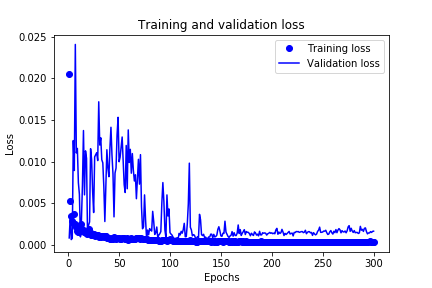 Training and validation loss
Training loss
Validation loss
0.025
0.020
0.015
0.010
0.005
0.000
Loss
0 50 100 150 200 250 300
Epochs